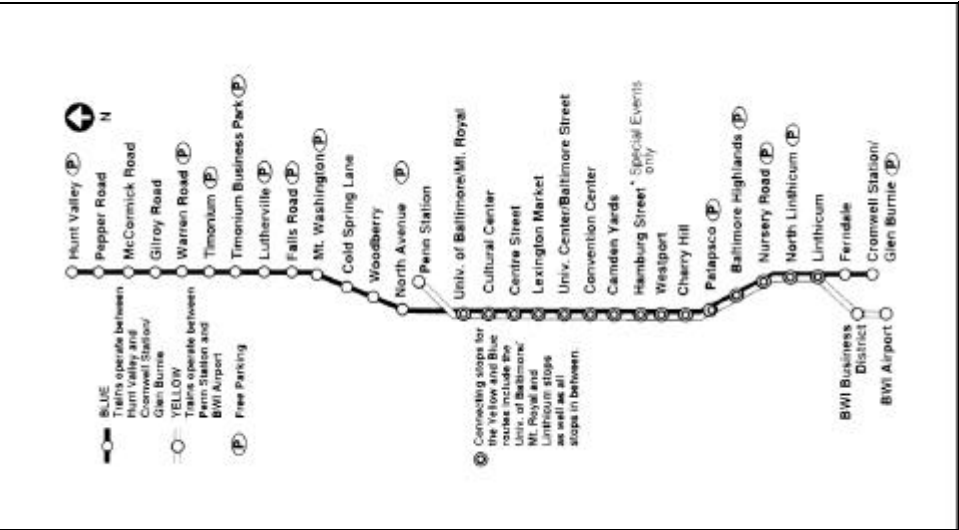 N
Hunt Valley P
Pepper Road
McCormick Road
Gilroy Road
Warren Road P
Timonium P
Timonium Business Park P
Lutherville P
Falls Road P
Mt. Washington P
Cold Spring Lane
Woodberry
North Avenue P
Penn Station
Univ. of Baltimore/Mt. Royal
Cultural Center
Centre Street
Lexington Market
Univ. Center/Baltimore Street
Convention Center
Camden Yards
Hamburg Street* Special Events
only
Westport
Cherry Hill
Patapsco P
Baltimore Highlands P
Nursery Road P
North Linthicum P
Linthicum
Ferndale
Cromwell Station/
Glen Burnie P
BWI Business
District
BWI Airport
BLUE
Trains operate between
Hunt Valley and
Cromwell Station/
Glen Burnie
YELLOW
Trains operate between
Penn Station and
BWI Airport
P Free Parking
Connecting stops for
the Yellow and Blue
routes include the
Univ. of Baltimore/
Mt. Royal and
Linthicum stops
as well as all
stops in between.